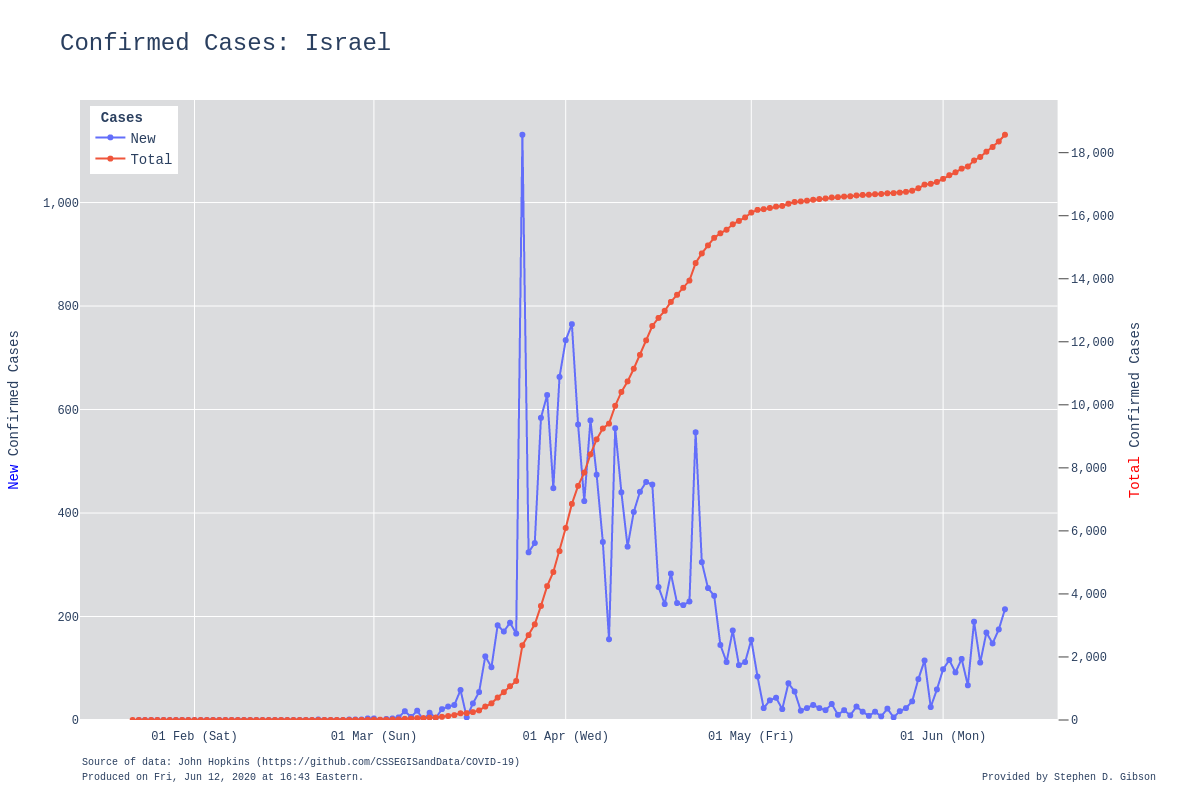 Confirmed Cases: Israel
Cases
New
Total
1,000
800
600
400
200
0
New Confirmed Cases
18,000
16,000
14,000
12,000
10,000
8,000
6,000
4,000
2,000
0
Total Confirmed Cases
01 Feb (Sat)
01 Mar (Sun)
01 Apr (Wed)
01 May (Fri)
01 Jun (Mon)
Source of data: John Hopkins (https://github.com/CSSEGISandData/COVID-19)
Produced on Fri, Jun 12, 2020 at 16:43 Eastern.
Provided by Stephen D. Gibson